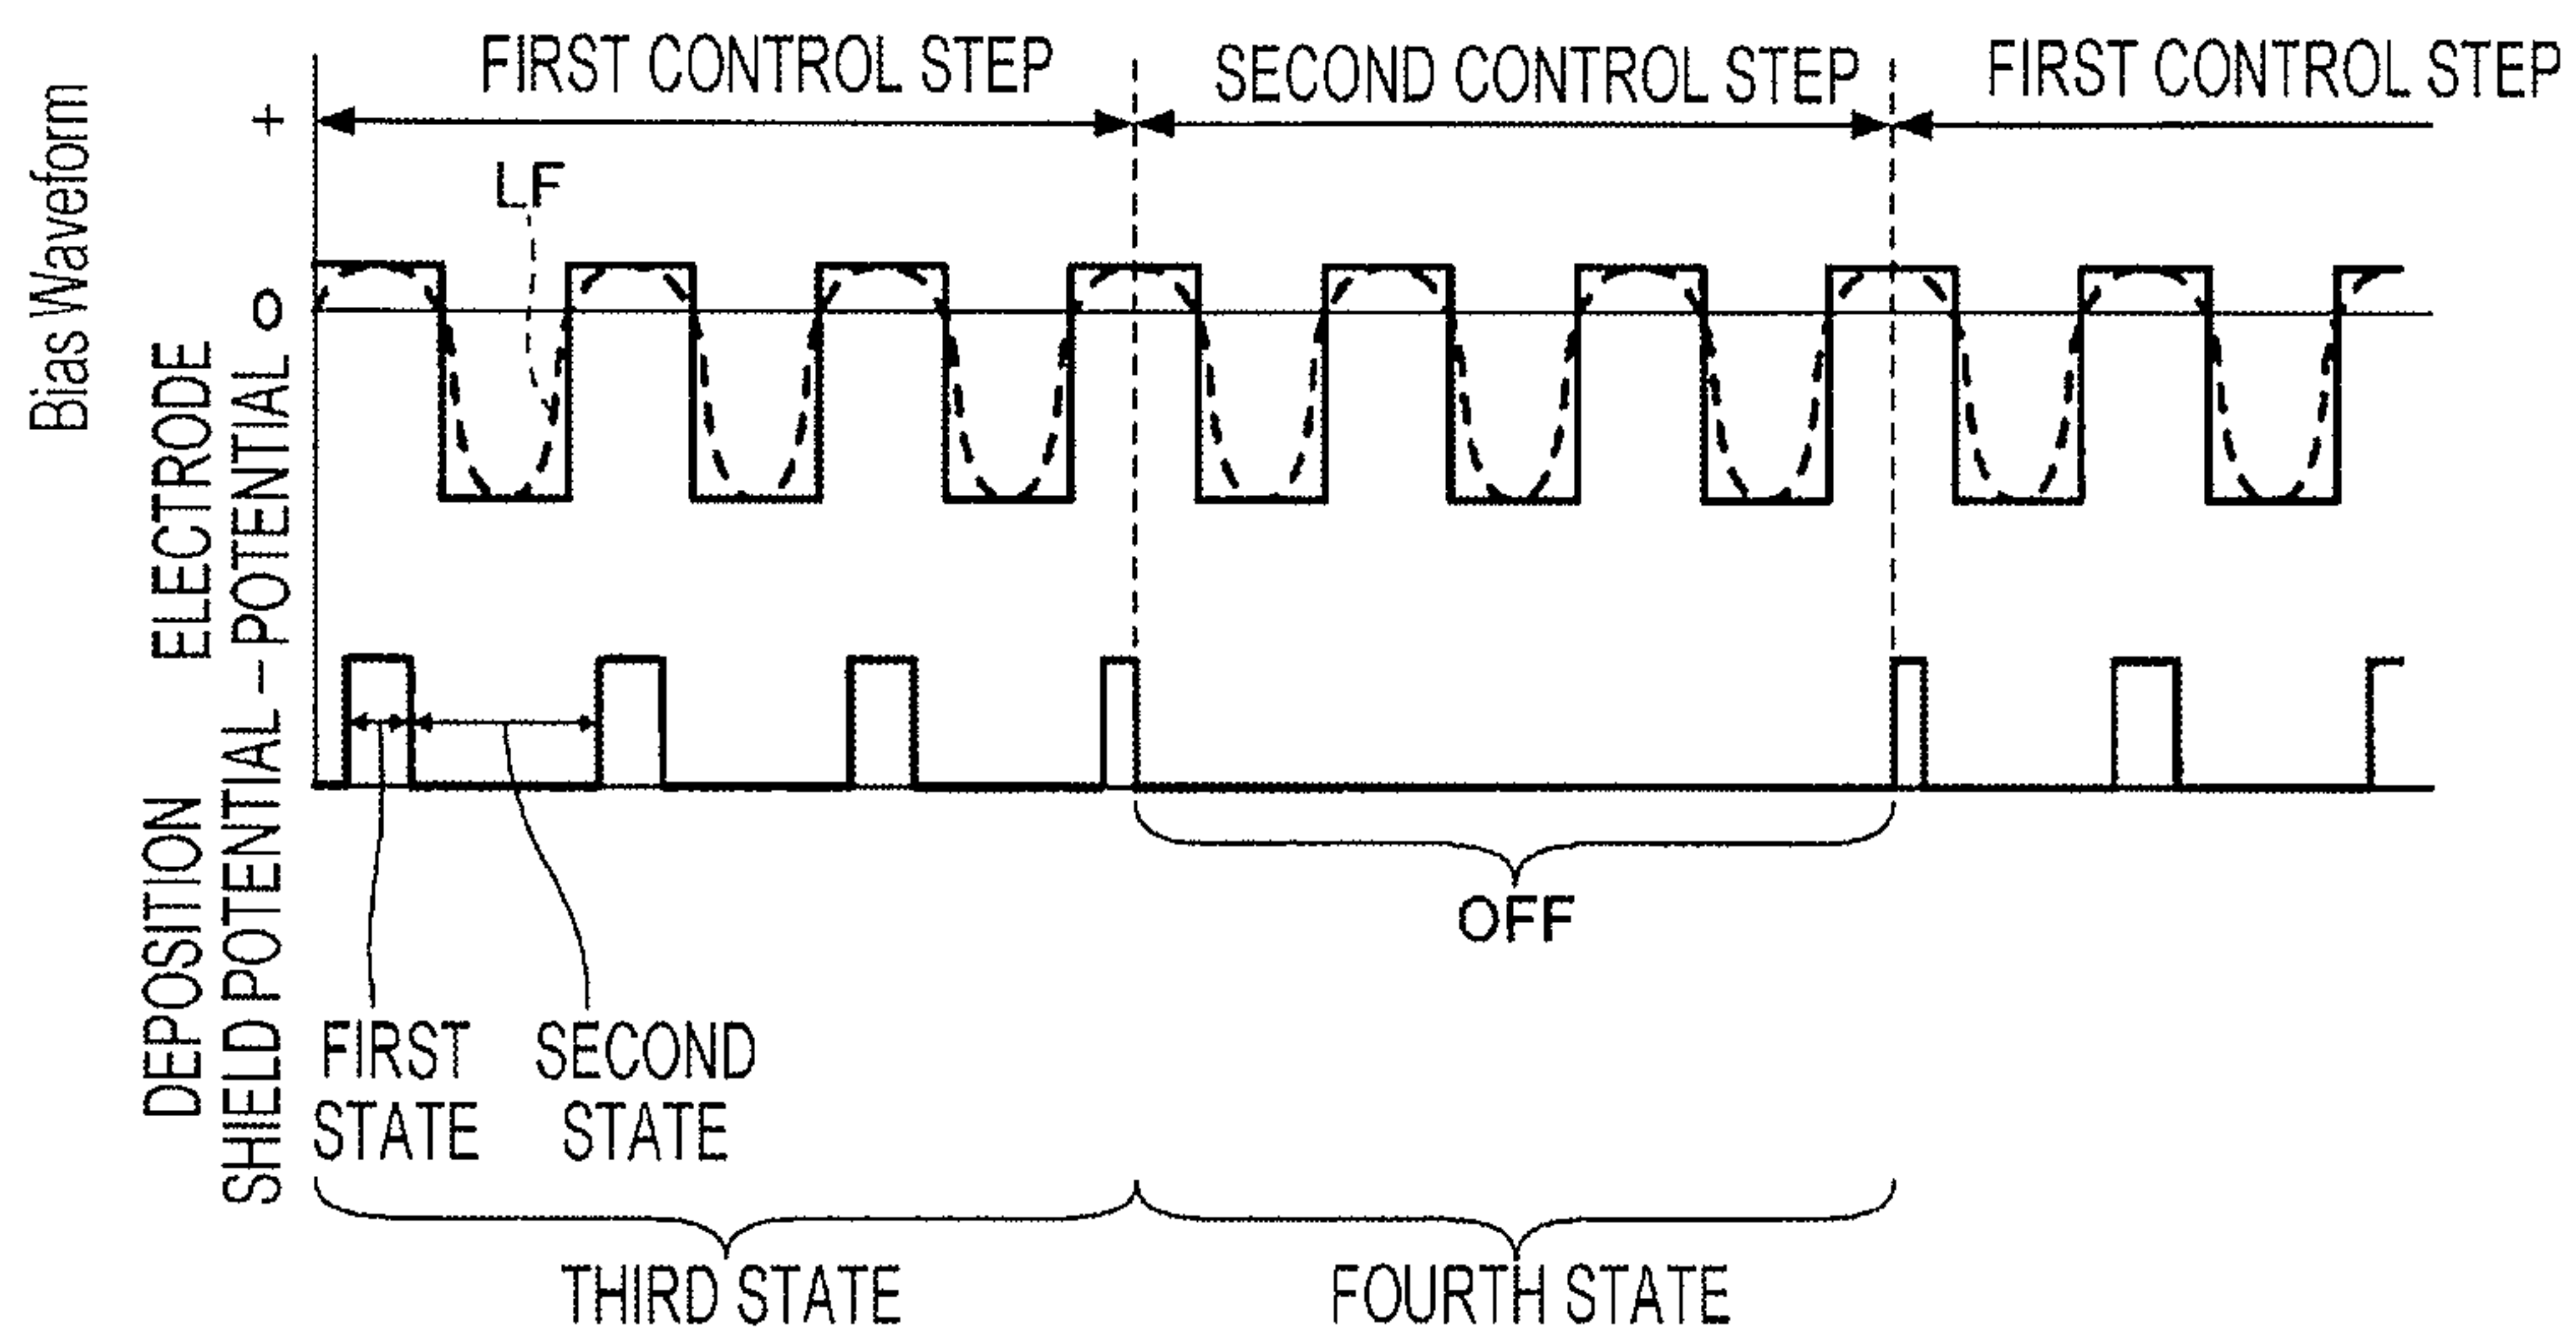 FIRST CONTROL STEP
SECOND CONTROL STEP
FIRST CONTROL STEP
Bias Waveform
+
LF
0
ELECTRODE
POTENTIAL
–
DEPOSITION
SHIELD POTENTIAL
OFF
FIRST
STATE
SECOND
STATE
THIRD STATE
FOURTH STATE